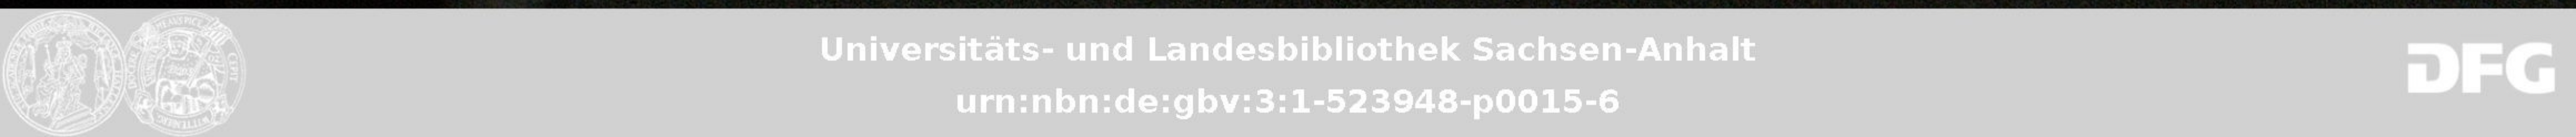 Universitäts- und Landesbibliothek Sachsen-Anhalt
urn:nbn:de:gbv:3:1-523948-p0015-6
DFG